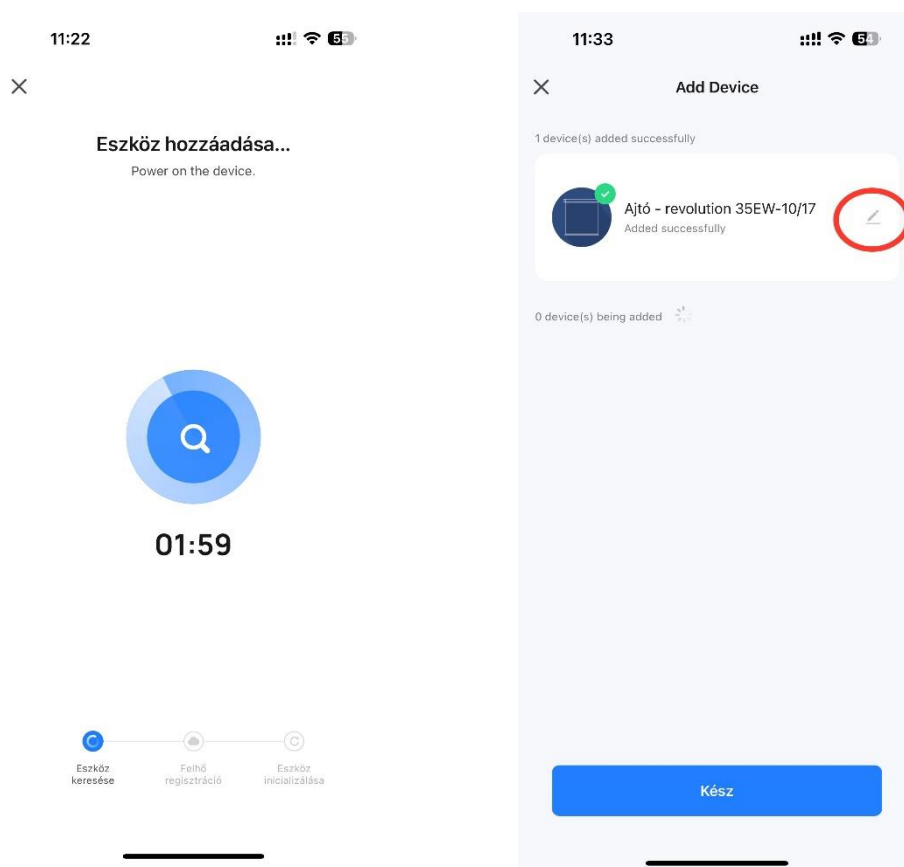 11:22
55
Eszköz hozzáadása...
Power on the device.
01:59
Eszköz
keresése
Felhő
regisztráció
Eszköz
inicializálása
11:33
54
Add Device
1 device(s) added successfully
Ajtó - revolution 35EW-10/17
Added successfully
0 device(s) being added
Kész